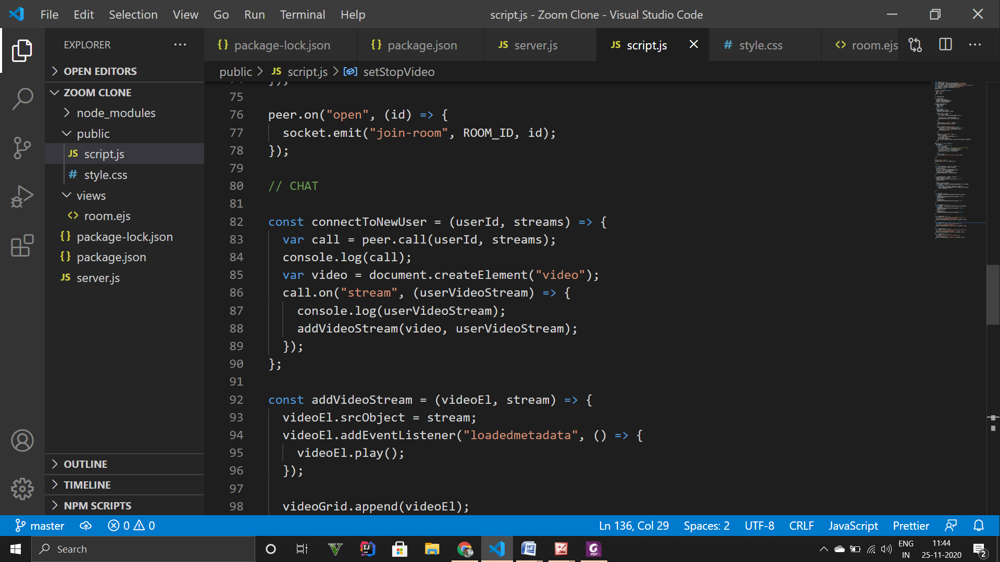 File Edit Selection View Go Run Terminal Help
script.js - Zoom Clone - Visual Studio Code
EXPLORER
{} package-lock.json
{} package.json
JS server.js
JS script.js
# style.css
<> room.ejs
public > JS script.js > setStopVideo
OPEN EDITORS
ZOOM CLONE
node_modules
public
JS script.js
# style.css
views
<> room.ejs
{} package-lock.json
{} package.json
JS server.js
OUTLINE
TIMELINE
NPM SCRIPTS
75
76 peer.on("open", (id) => {
77 socket.emit("join-room", ROOM_ID, id);
78 });
79
80 // CHAT
81
82 const connectToNewUser = (userId, streams) => {
83 var call = peer.call(userId, streams);
84 console.log(call);
85 var video = document.createElement("video");
86 call.on("stream", (userVideoStream) => {
87 console.log(userVideoStream);
88 addVideoStream(video, userVideoStream);
89 });
90 };
91
92 const addVideoStream = (videoEl, stream) => {
93 videoEl.srcObject = stream;
94 videoEl.addEventListener("loadedmetadata", () => {
95 videoEl.play();
96 });
97
98 videoGrid.append(videoEl);
master 0 0
Ln 136, Col 29 Spaces: 2 UTF-8 CRLF JavaScript Prettier
Search
ENG
IN
11:44
25-11-2020
2